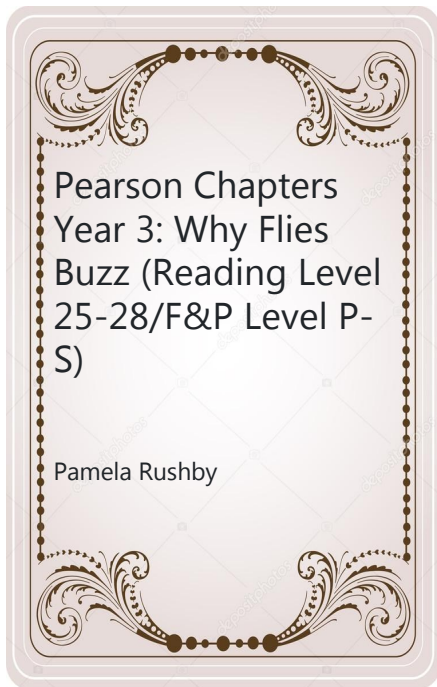 Pearson Chapters
Year 3: Why Flies
Buzz (Reading Level
25-28/F&P Level P-
S)
Pamela Rushby